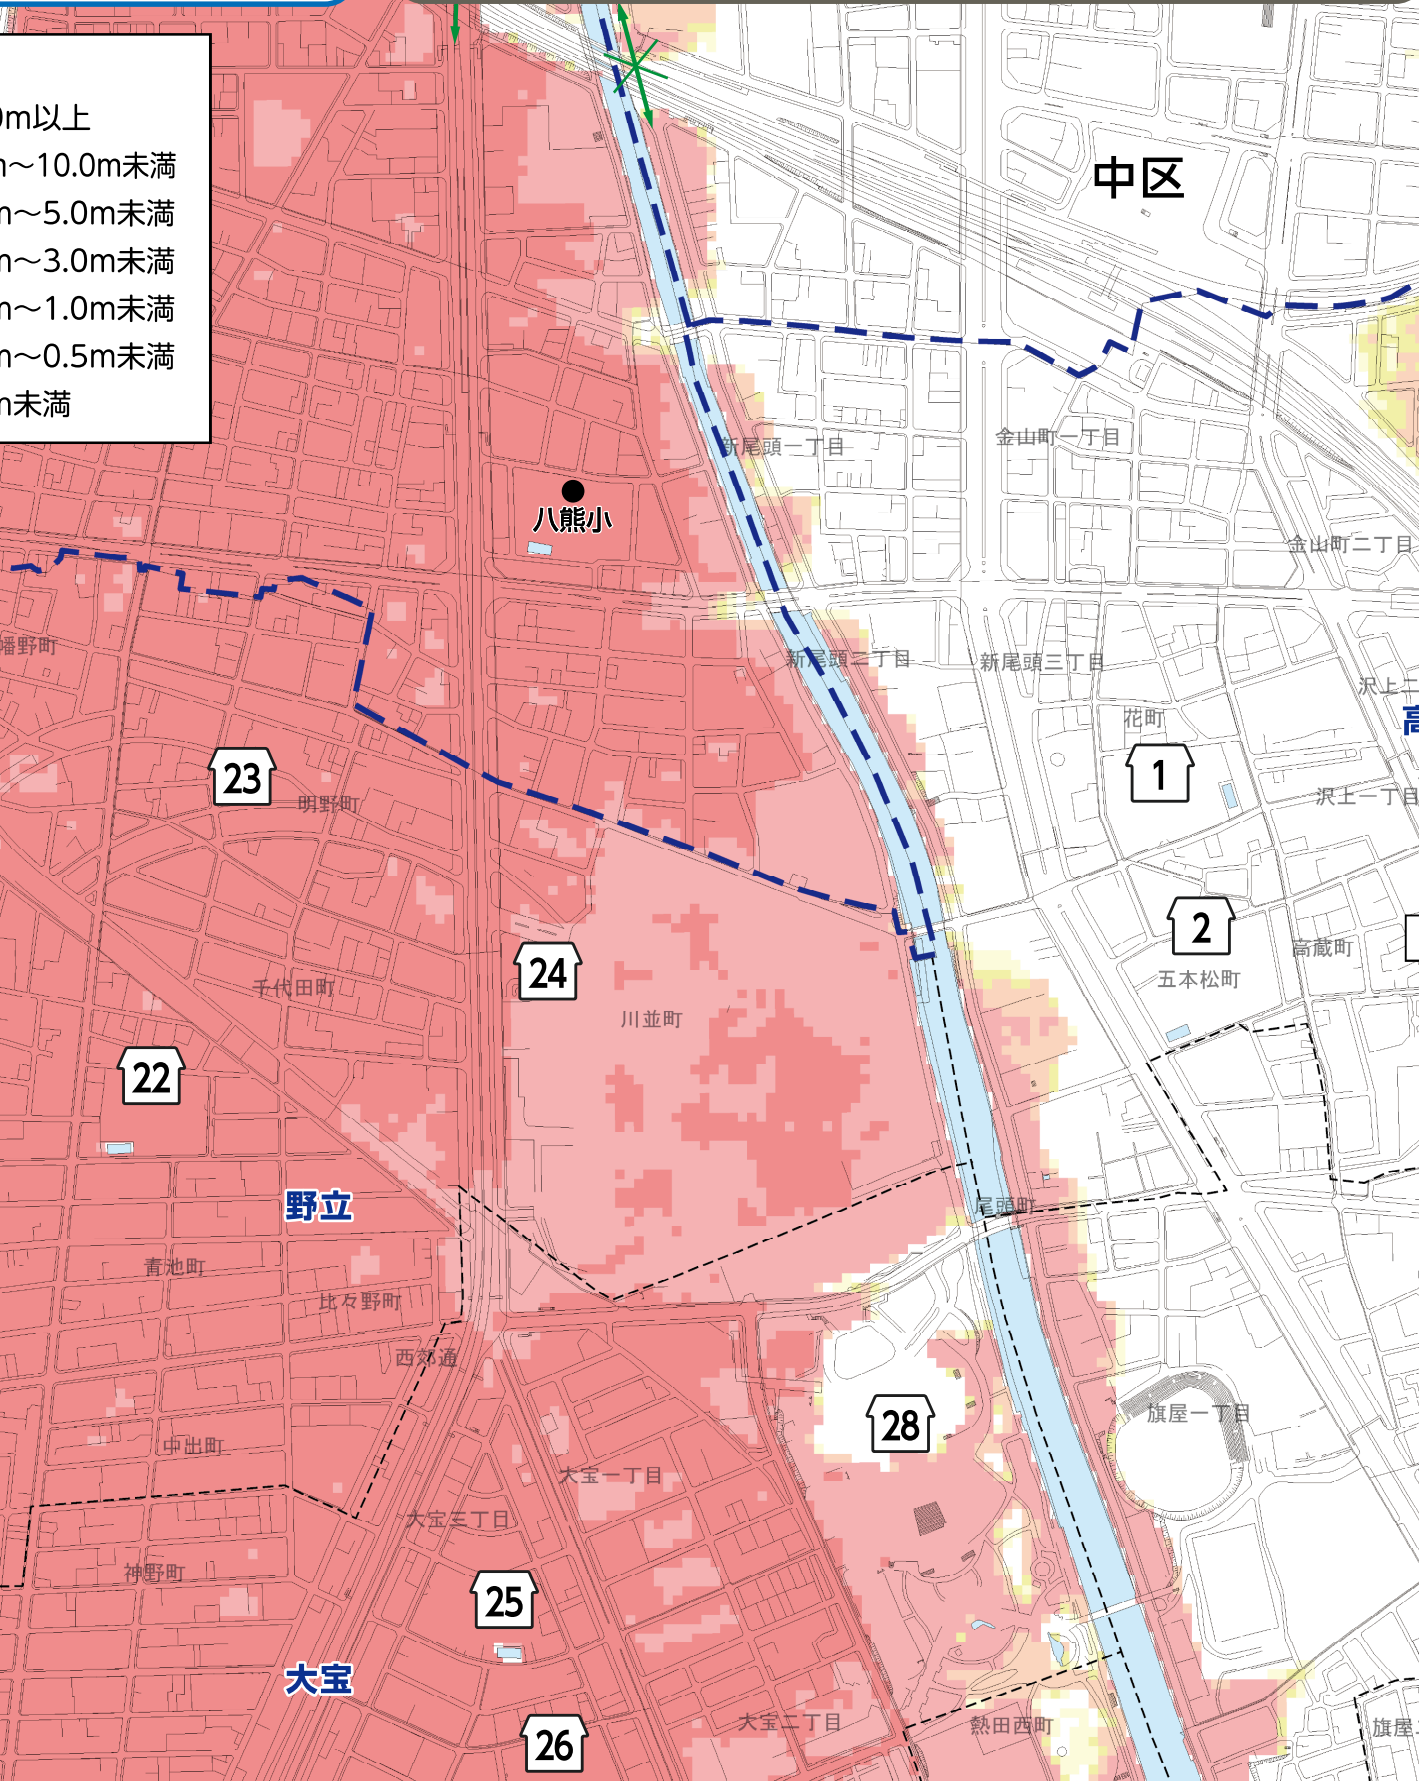 0m以上
m～10.0m未満
m～5.0m未満
m～3.0m未満
m～1.0m未満
m～0.5m未満
m未満
中区
新尾頭一丁目
金山町一丁目
八熊小
金山町二丁目
幡野町
新尾頭二丁目
新尾頭三丁目
沢上二
花町
高
23
明野町
1
沢上一丁目
2
高蔵町
24
五本松町
千代田町
川並町
22
野立
尾頭町
青池町
比々野町
西郊通
28
旗屋一丁目
中出町
大宝一丁目
大宝三丁目
神野町
25
大宝
大宝二丁目
熱田西町
旗屋
26